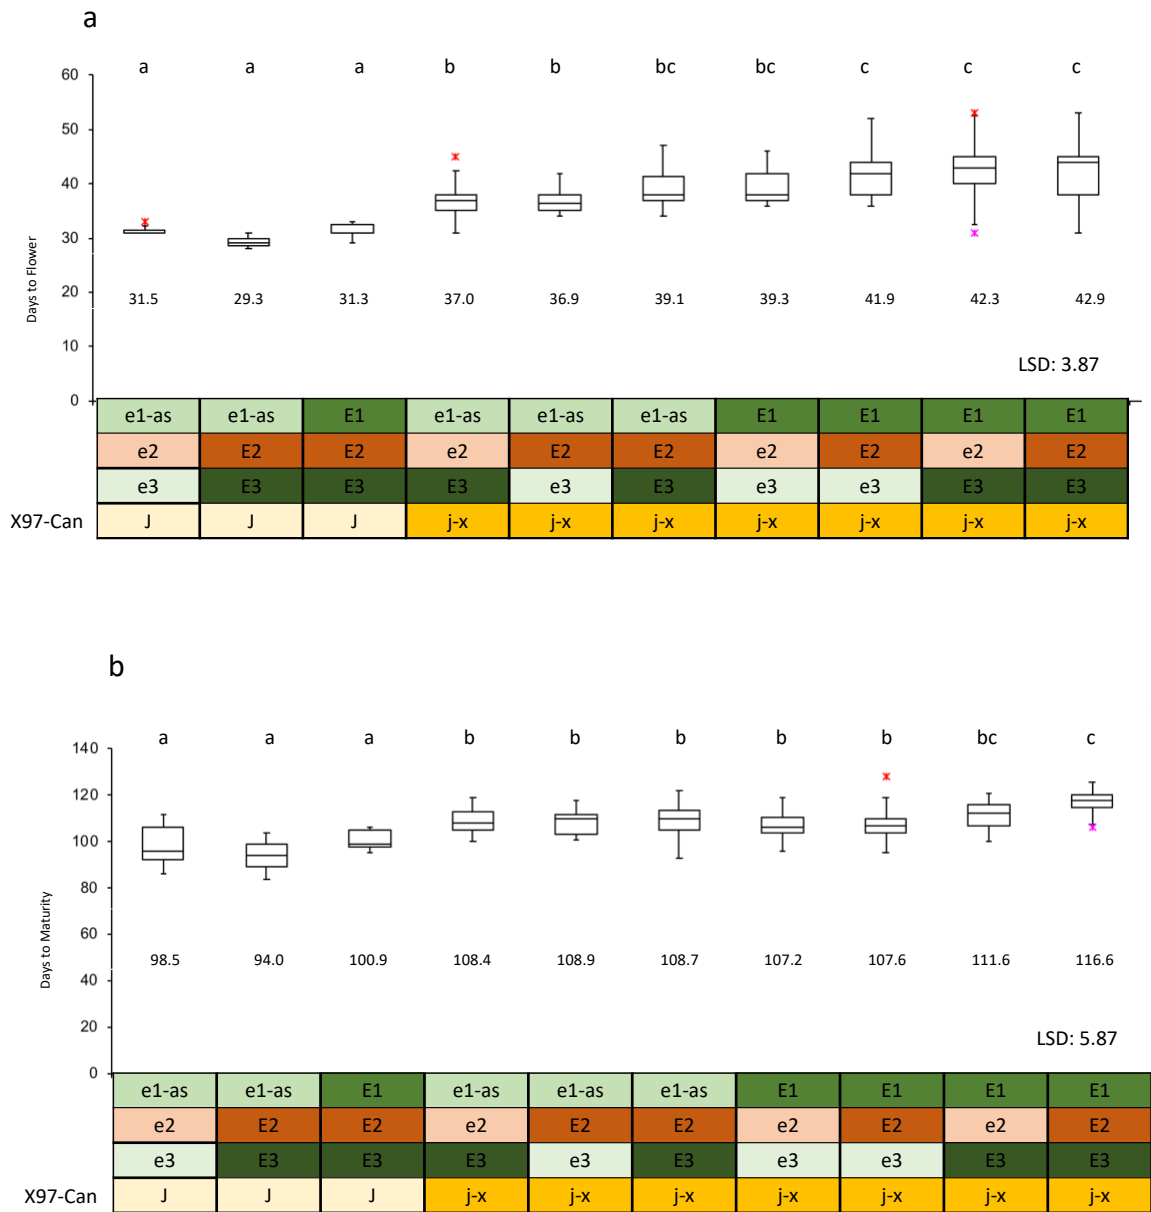 a
60 a a a b b bc bc c c c
50
40
30
20
31.5 29.3 31.3 37.0 36.9 39.1 39.3 41.9 42.3 42.9
10
LSD: 3.87
0
Days to Flower
e1-as e1-as E1 e1-as e1-as e1-as E1 E1 E1 E1
e2 E2 E2 e2 E2 E2 e2 E2 e2 E2
e3 E3 E3 E3 e3 E3 e3 e3 E3 E3
X97-Can J J J j-x j-x j-x j-x j-x j-x j-x
b
a a a b b b b b bc c
140
120
100
80
60
98.5 94.0 100.9 108.4 108.9 108.7 107.2 107.6 111.6 116.6
40
20
LSD: 5.87
0
Days to Maturity
e1-as e1-as E1 e1-as e1-as e1-as E1 E1 E1 E1
e2 E2 E2 e2 E2 E2 e2 E2 e2 E2
e3 E3 E3 E3 e3 E3 e3 e3 E3 E3
X97-Can J J J j-x j-x j-x j-x j-x j-x j-x